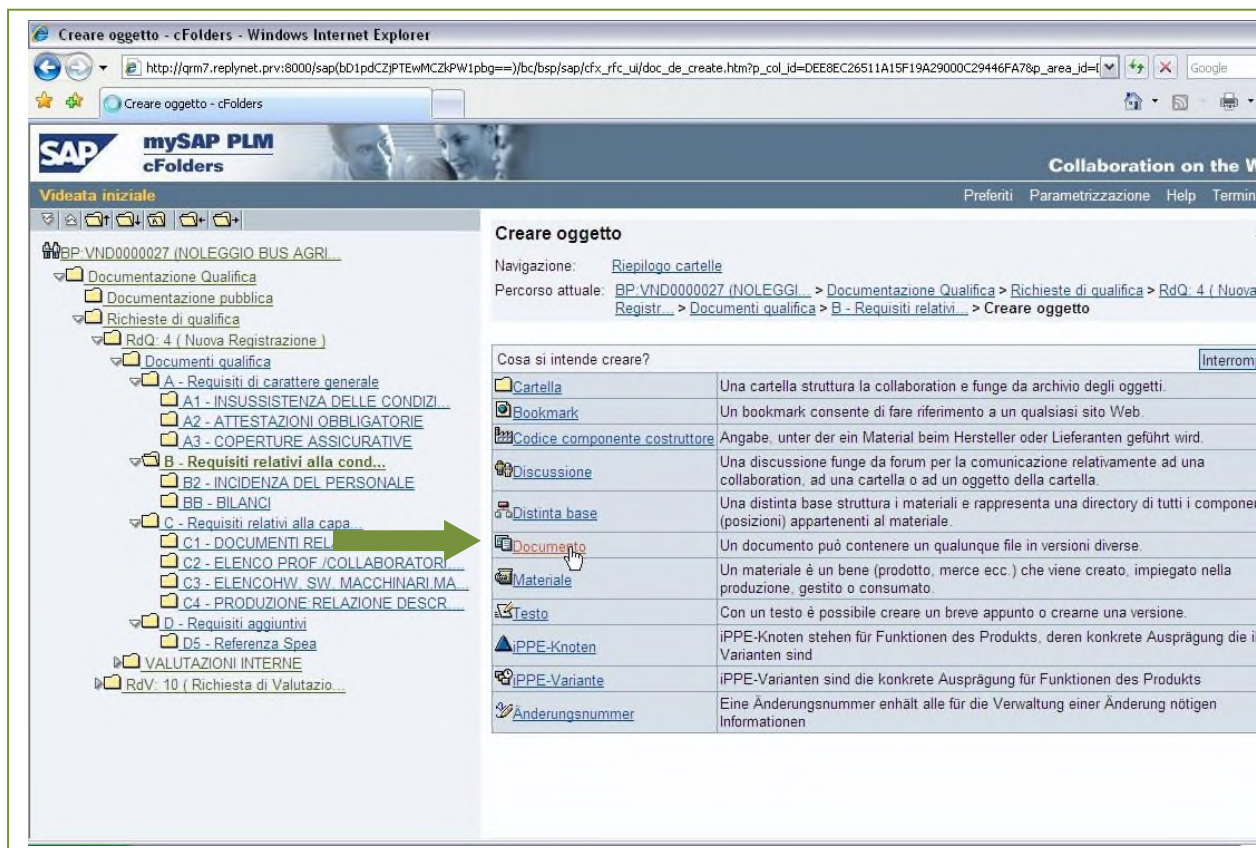 Creare oggetto - cFolders - Windows Internet Explorer
http://qrm7.replynet.prv:8000/sap(bD1pdCZjPTEwMCZkPW1pbg==)/bc/bsp/sap/cfx_rfc_ui/doc_de_create.htm?p_col_id=DEE8EC26511A15F19A29000C29446FA7&p_area_id=
Google
Creare oggetto - cFolders
SAP
mySAP PLM
cFolders
Collaboration on the W
Videata iniziale
Preferiti Parametrizzazione Help Termin
BP:VND0000027 (NOLEGGIO BUS AGRI...
Documentazione Qualifica
Documentazione pubblica
Richieste di qualifica
RdQ: 4 ( Nuova Registrazione )
Documenti qualifica
A - Requisiti di carattere generale
A1 - INSUSSISTENZA DELLE CONDIZI...
A2 - ATTESTAZIONI OBBLIGATORIE
A3 - COPERTURE ASSICURATIVE
B - Requisiti relativi alla cond...
B2 - INCIDENZA DEL PERSONALE
BB - BILANCI
C - Requisiti relativi alla capa...
C1 - DOCUMENTI REL
C2 - ELENCO PROF./COLLABORATORI...
C3 - ELENCOHW, SW, MACCHINARI,MA...
C4 - PRODUZIONE:RELAZIONE DESCR....
D - Requisiti aggiuntivi
D5 - Referenza Spea
VALUTAZIONI INTERNE
RdV: 10 ( Richiesta di Valutazio...
Creare oggetto
Navigazione: Riepilogo cartelle
Percorso attuale: BP:VND0000027 (NOLEGGI... > Documentazione Qualifica > Richieste di qualifica > RdQ: 4 ( Nuova
Registr... > Documenti qualifica > B - Requisiti relativi... > Creare oggetto
Cosa si intende creare? Interromp
Cartella Una cartella struttura la collaboration e funge da archivio degli oggetti.
Bookmark Un bookmark consente di fare riferimento a un qualsiasi sito Web.
Codice componente costruttore Angabe, unter der ein Material beim Hersteller oder Lieferanten geführt wird.
Discussione Una discussione funge da forum per la comunicazione relativamente ad una
collaboration, ad una cartella o ad un oggetto della cartella.
Distinta base Una distinta base struttura i materiali e rappresenta una directory di tutti i compone
(posizioni) appartenenti al materiale.
Documento Un documento può contenere un qualunque file in versioni diverse.
Materiale Un materiale è un bene (prodotto, merce ecc.) che viene creato, impiegato nella
produzione, gestito o consumato.
Testo Con un testo è possibile creare un breve appunto o crearne una versione.
iPPE-Knoten iPPE-Knoten stehen für Funktionen des Produkts, deren konkrete Ausprägung die i
Varianten sind
iPPE-Variante iPPE-Varianten sind die konkrete Ausprägung für Funktionen des Produkts
Änderungsnummer Eine Änderungsnummer enhält alle für die Verwaltung einer Änderung nötigen
Informationen